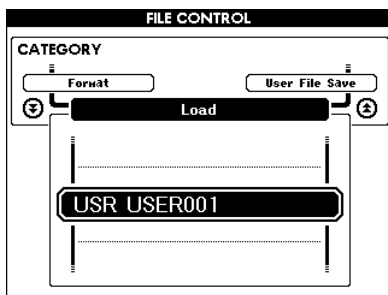 FILE CONTROL
CATEGORY
Format
User File Save
Load
USR USER001